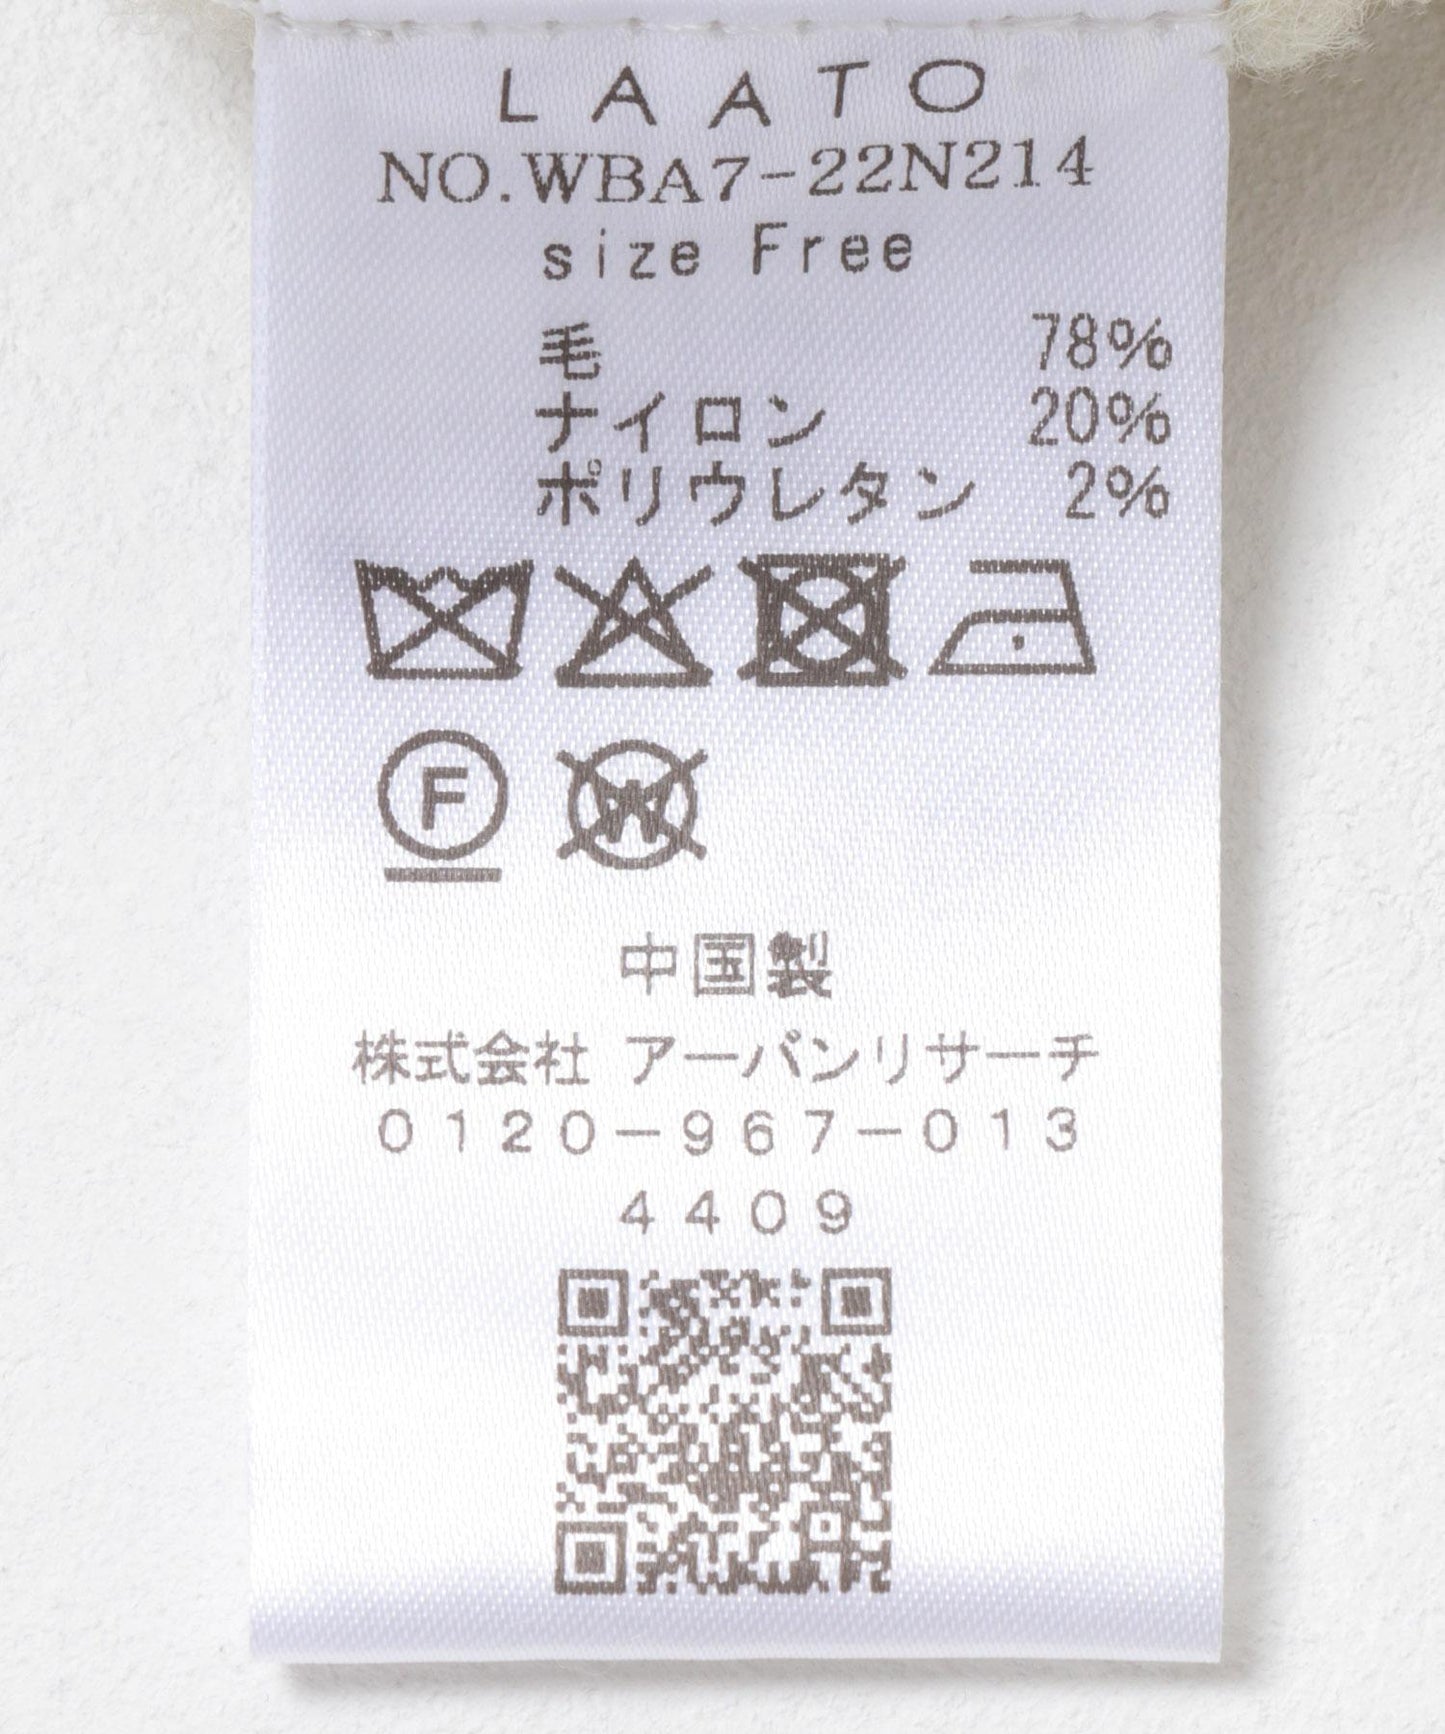 LAATO
NO.WBA7-22N214
size Free
毛 78%
ナイロン 20%
ポリウレタン 2%
F W
中国製
株式会社 アーバンリサーチ
0120-967-013
4409